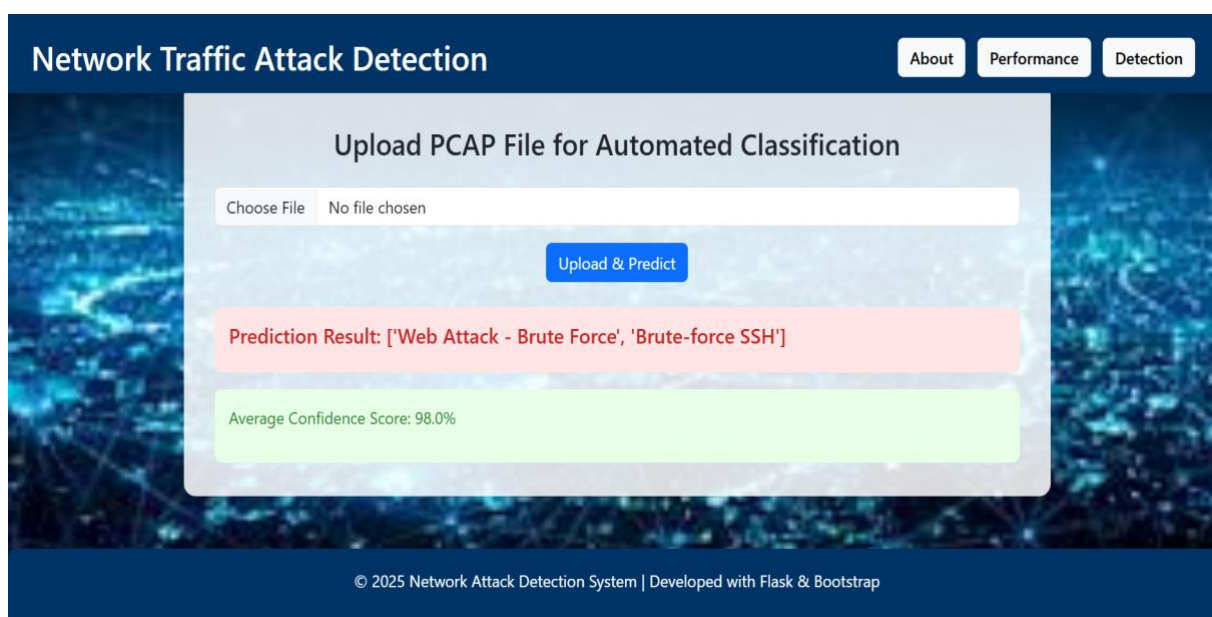 Network Traffic Attack Detection
About
Performance
Detection
Upload PCAP File for Automated Classification
Choose File No file chosen
Upload & Predict
Prediction Result: ['Web Attack - Brute Force', 'Brute-force SSH']
Average Confidence Score: 98.0%
© 2025 Network Attack Detection System | Developed with Flask & Bootstrap